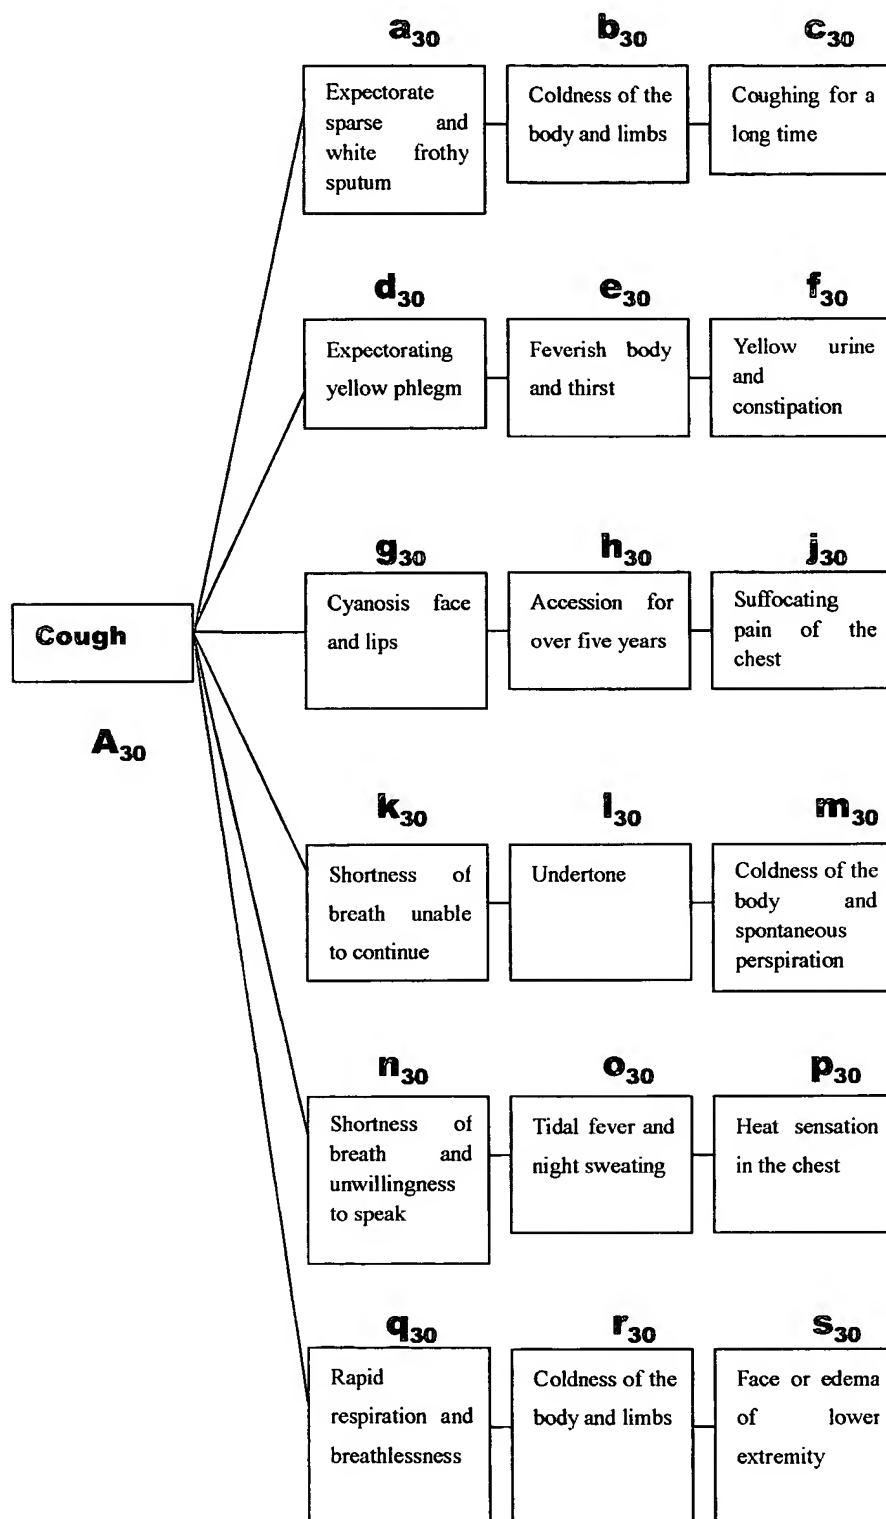 a30 b30 c30
Expectorate
sparse and
white frothy
sputum
Coldness of the
body and limbs
Coughing for a
long time
d30 e30 f30
Expectorating
yellow phlegm
Feverish body
and thirst
Yellow urine
and
constipation
g30 h30 j30
Cyanosis face
and lips
Accession for
over five years
Suffocating
pain of the
chest
Cough
A30
k30 l30 m30
Shortness of
breath unable
to continue
Undertone
Coldness of the
body and
spontaneous
perspiration
n30 o30 p30
Shortness of
breath and
unwillingness
to speak
Tidal fever and
night sweating
Heat sensation
in the chest
q30 r30 s30
Rapid
respiration and
breathlessness
Coldness of the
body and limbs
Face or edema
of lower
extremity